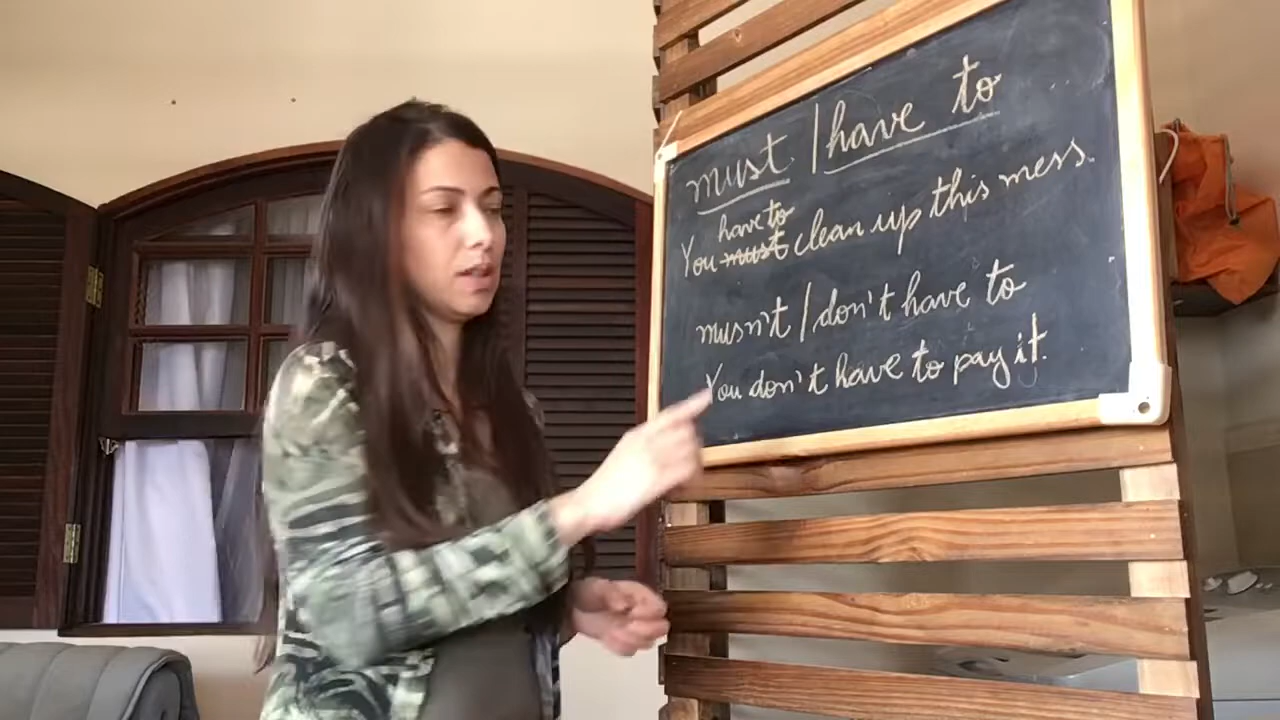 must / have to
have to
You must clean up this mess.
musn't / don't have to
You don't have to pay it.